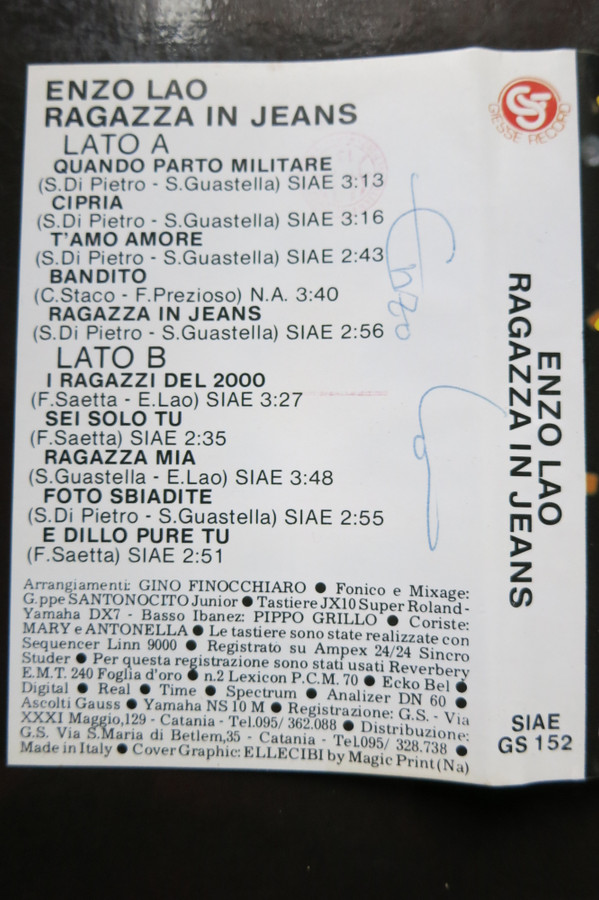 ENZO LAO
RAGAZZA IN JEANS
LATO A
QUANDO PARTO MILITARE
(S.Di Pietro - S.Guastella) SIAE 3:13
CIPRIA
(S.Di Pietro - S.Guastella) SIAE 3:16
T'AMO AMORE
(S.Di Pietro - S.Guastella) SIAE 2:43
BANDITO
(C.Staco - F.Prezioso) N.A. 3:40
RAGAZZA IN JEANS
(S.Di Pietro - S.Guastella) SIAE 2:56
LATO B
I RAGAZZI DEL 2000
(F.Saetta - E.Lao) SIAE 3:27
SEI SOLO TU
(F.Saetta) SIAE 2:35
RAGAZZA MIA
(S.Guastella - E.Lao) SIAE 3:48
FOTO SBIADITE
(S.Di Pietro - S.Guastella) SIAE 2:55
E DILLO PURE TU
(F.Saetta) SIAE 2:51
Arrangiamenti: GINO FINOCCHIARO ● Fonico e Mixage:
G.ppe SANTONOCITO Junior ● Tastiere JX10 Super Roland-
Yamaha DX7 - Basso Ibanez: PIPPO GRILLO ● Coriste:
MARY e ANTONELLA ● Le tastiere sono state realizzate con
Sequencer Linn 9000 ● Registrato su Ampex 24/24 Sincro
Studer ● Per questa registrazione sono stati usati Reverbery
E.M.T. 240 Foglia d'oro ● n.2 Lexicon P.C.M. 70 ● Ecko Bel ●
Digital ● Real ● Time ● Spectrum ● Analizer DN 60 ●
Ascolti Gauss ● Yamaha NS 10 M ● Registrazione: G.S. - Via
XXXI Maggio,129 - Catania - Tel.095/ 362.088 ● Distribuzione:
G.S. Via S.Maria di Betlem,35 - Catania - Tel.095/ 328.738 ●
Made in Italy ● Cover Graphic: ELLECIBI by Magic Print (Na)
Enzo
Lao
GIESSE RECORD
ENZO LAO
RAGAZZA IN JEANS
SIAE
GS 152